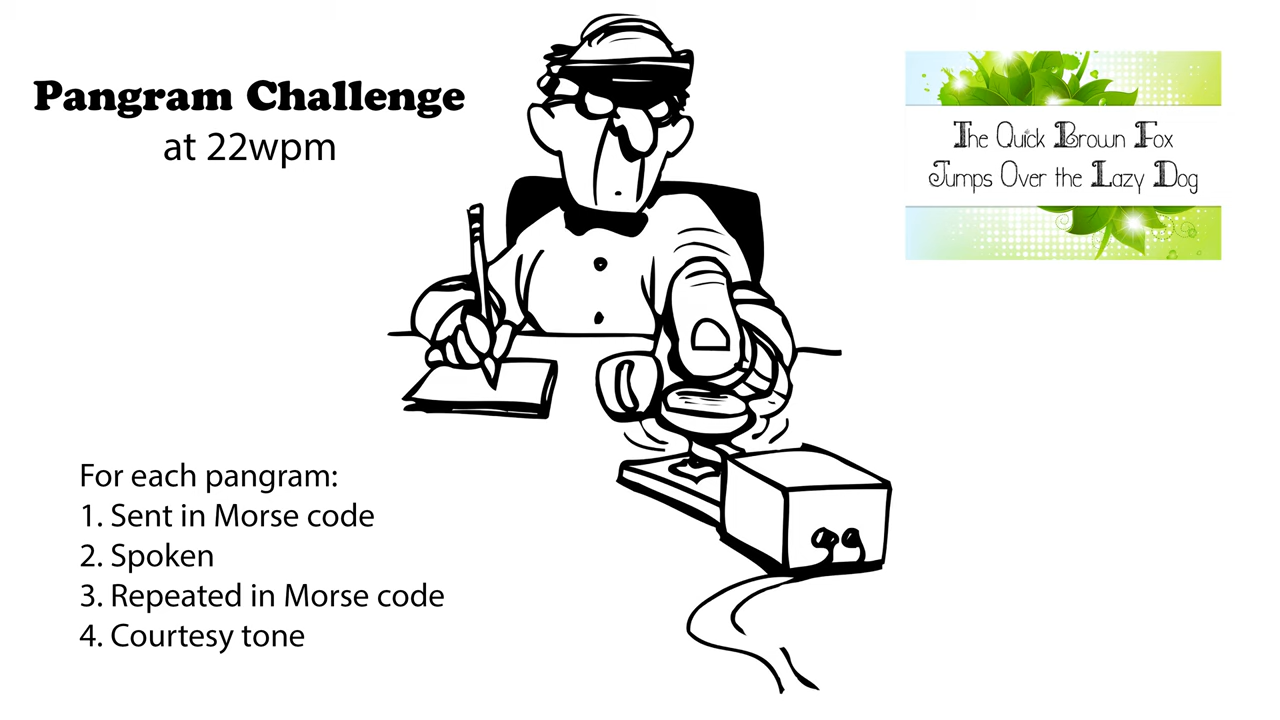 Pangram Challenge
at 22wpm
The Quick Brown Fox
Jumps Over the Lazy Dog
For each pangram:
1. Sent in Morse code
2. Spoken
3. Repeated in Morse code
4. Courtesy tone